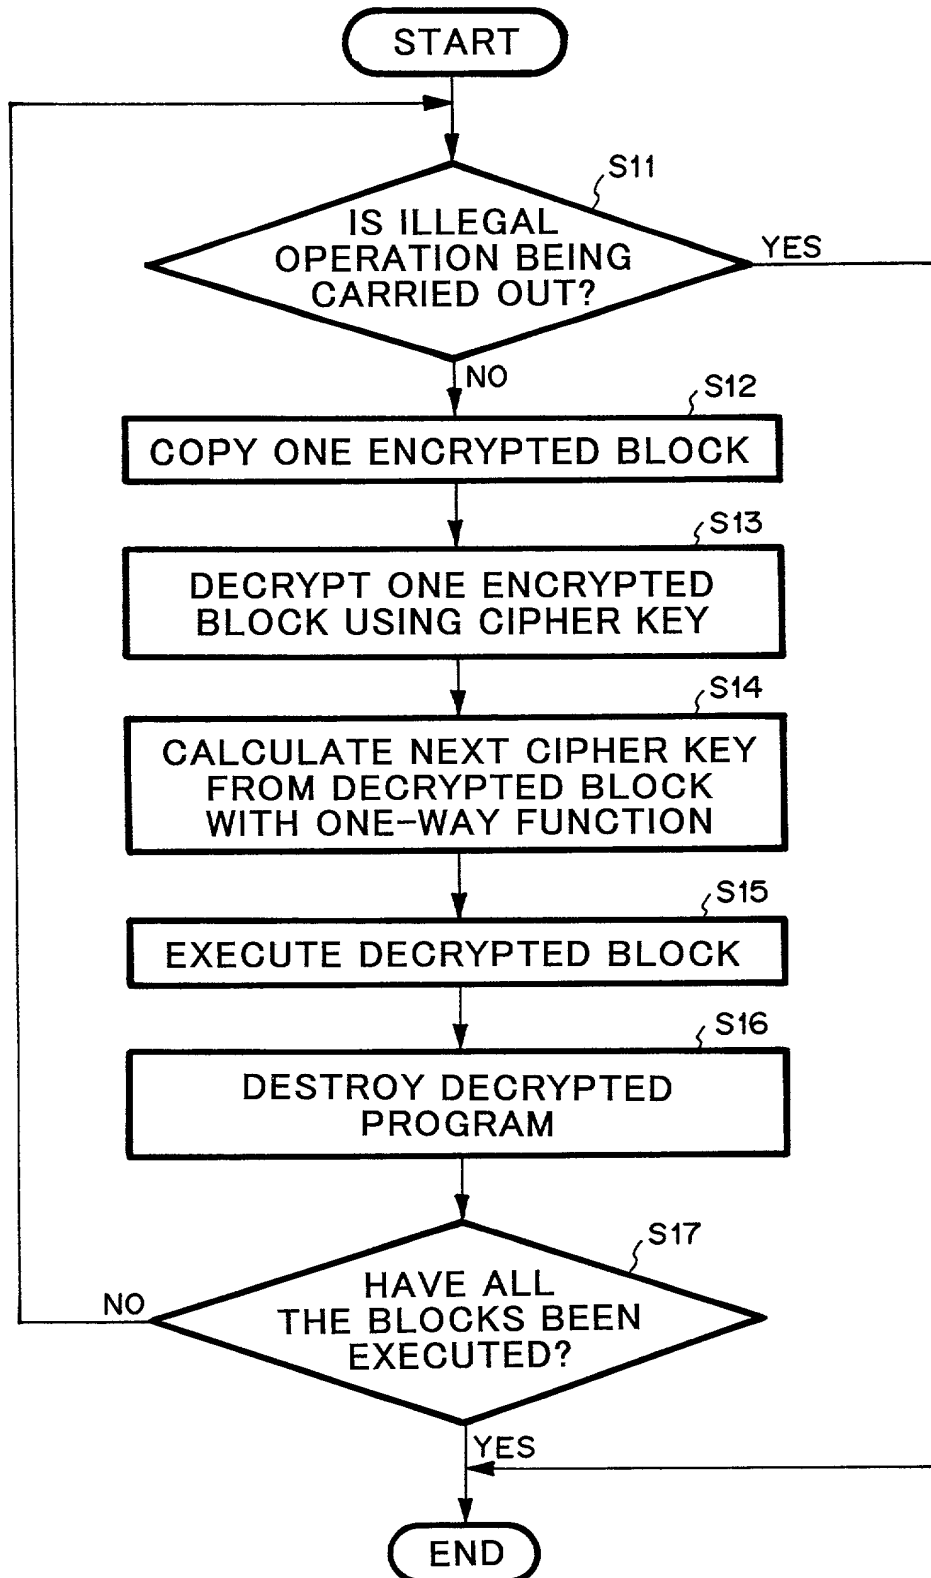 START
S11
IS ILLEGAL
OPERATION BEING
CARRIED OUT?
YES
NO
S12
COPY ONE ENCRYPTED BLOCK
S13
DECRYPT ONE ENCRYPTED
BLOCK USING CIPHER KEY
S14
CALCULATE NEXT CIPHER KEY
FROM DECRYPTED BLOCK
WITH ONE-WAY FUNCTION
S15
EXECUTE DECRYPTED BLOCK
S16
DESTROY DECRYPTED
PROGRAM
S17
HAVE ALL
THE BLOCKS BEEN
EXECUTED?
NO
YES
END